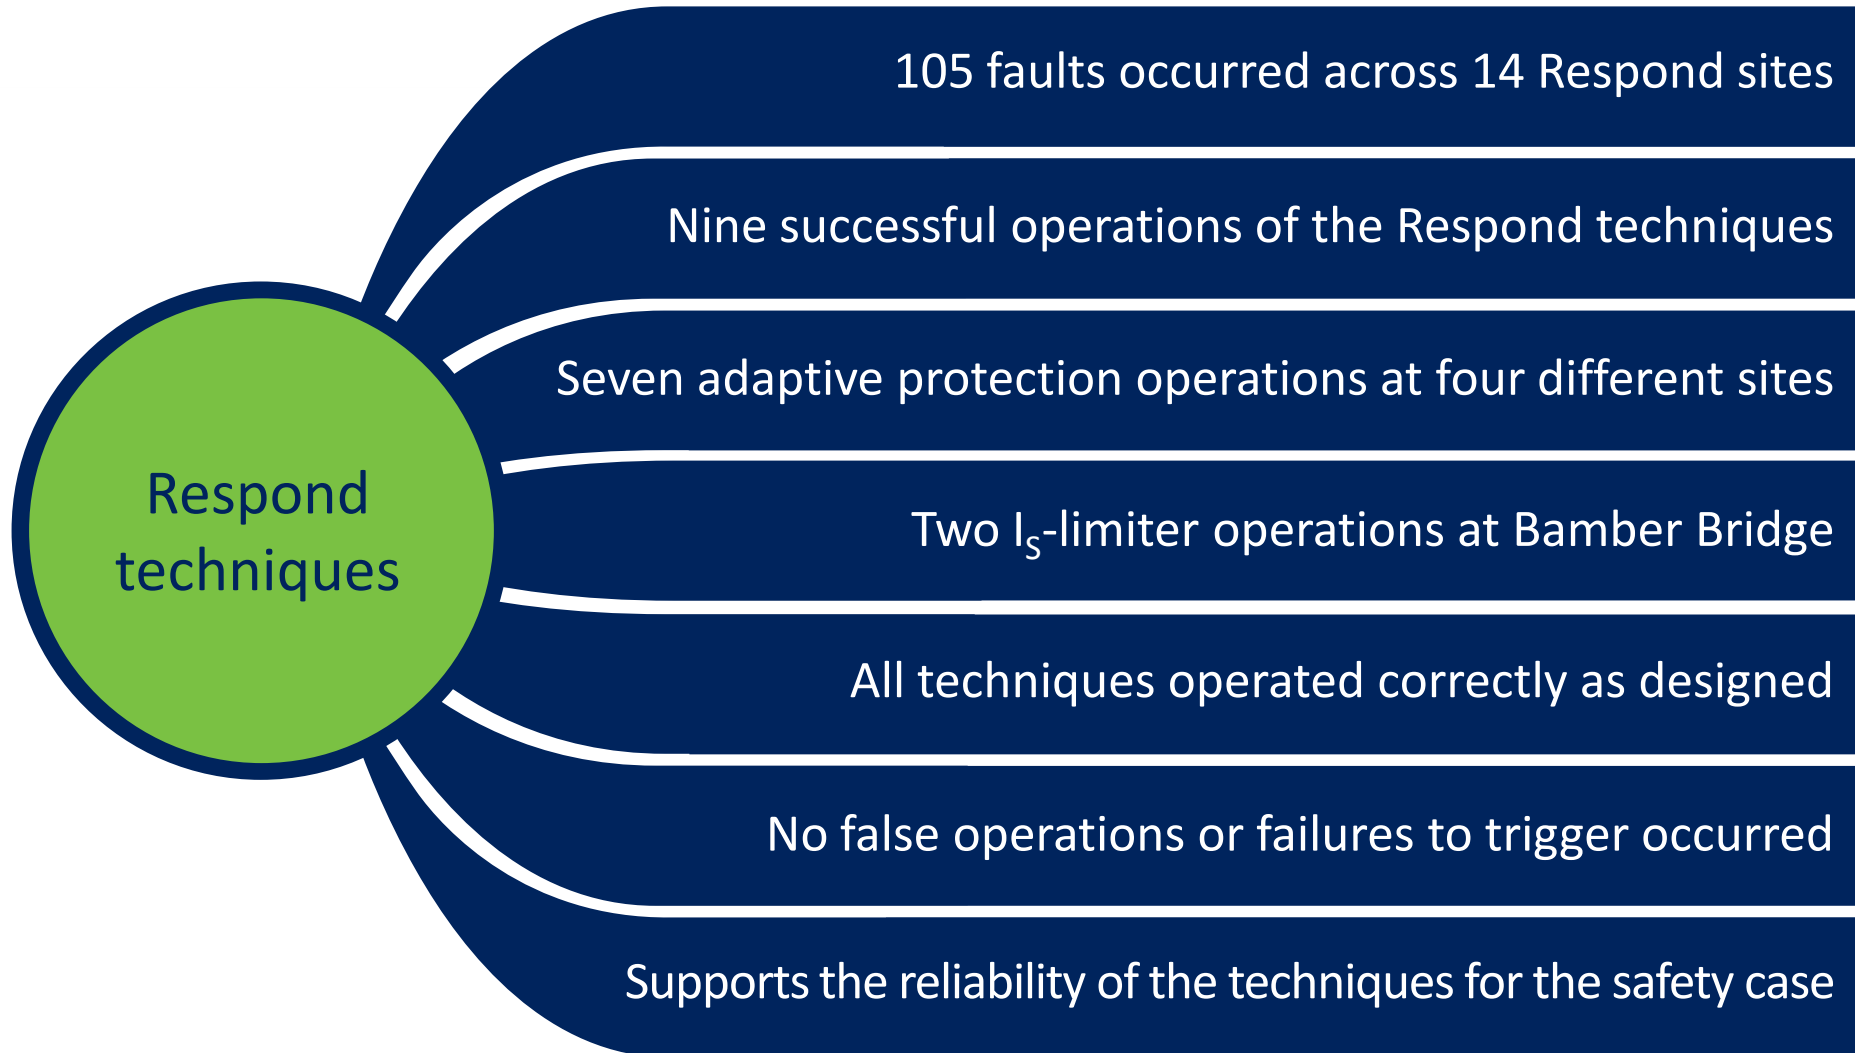 Respond
techniques
105 faults occurred across 14 Respond sites
Nine successful operations of the Respond techniques
Seven adaptive protection operations at four different sites
Two Iₛ-limiter operations at Bamber Bridge
All techniques operated correctly as designed
No false operations or failures to trigger occurred
Supports the reliability of the techniques for the safety case